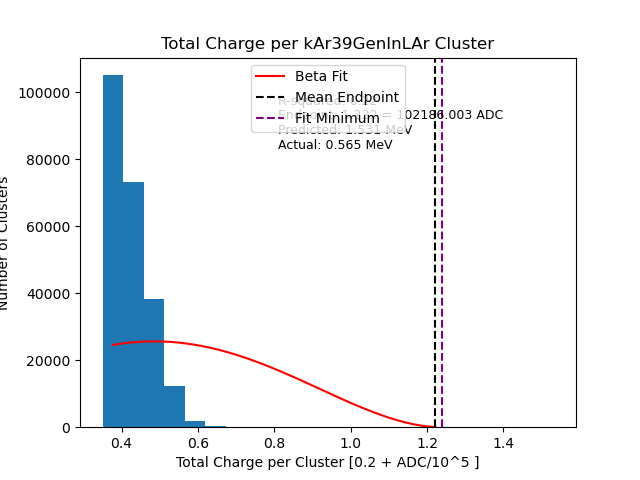 Total Charge per kAr39GenInLAr Cluster
Beta Fit
Mean Endpoint
Fit Minimum
R-squared:
= 102186.003 ADC
Predicted: 1.531 MeV
Actual: 0.565 MeV
Number of Clusters
100000
80000
60000
40000
20000
0
0.4
0.6
0.8
1.0
1.2
1.4
Total Charge per Cluster [0.2 + ADC/10^5 ]